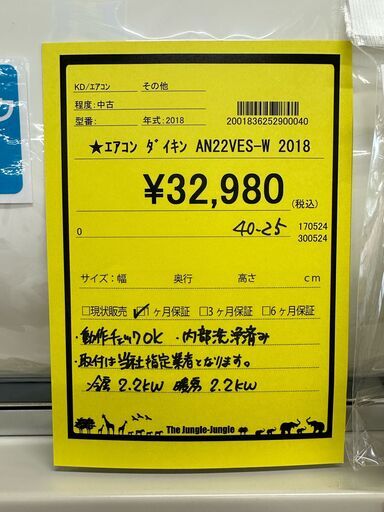 KD/エアコン その他
程度:中古
型番: 年式:2018
2001836252900040
★エアコン ダイキン AN22VES-W 2018
¥32,980
(税込)
0
40-25
170524
300524
サイズ:幅 奥行 高さ cm
□現状販売 ☑1ヶ月保証 □3ヶ月保証 □6ヶ月保証
・動作チェックOK ・内部洗浄済み
・取付は当社指定業者となります。
冷房 2.2kW 暖房 2.2kW
The Jungle-Jungle